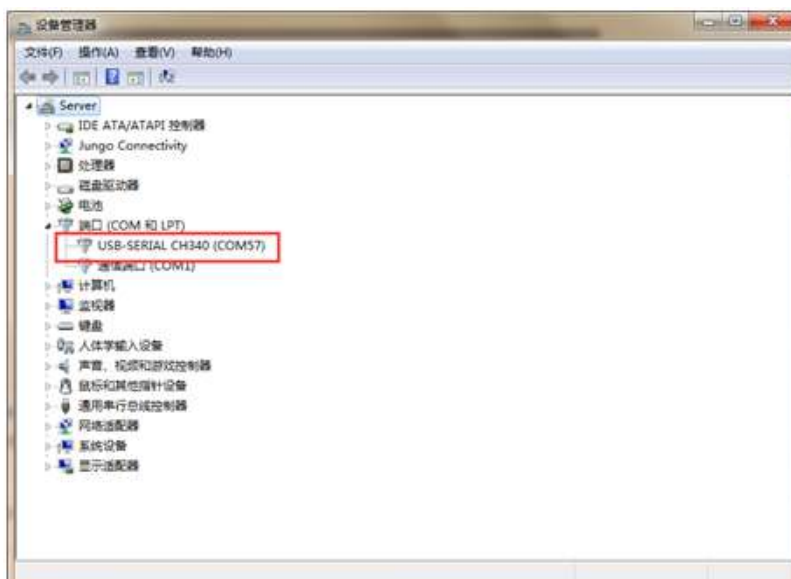 设备管理器
文件(F) 操作(A) 查看(V) 帮助(H)
Server
IDE ATA/ATAPI 控制器
Jungo Connectivity
处理器
磁盘驱动器
电池
端口 (COM 和 LPT)
USB-SERIAL CH340 (COM57)
通信端口 (COM1)
计算机
监视器
键盘
人体学输入设备
声音、视频和游戏控制器
鼠标和其他指针设备
通用串行总线控制器
网络适配器
系统设备
显示适配器